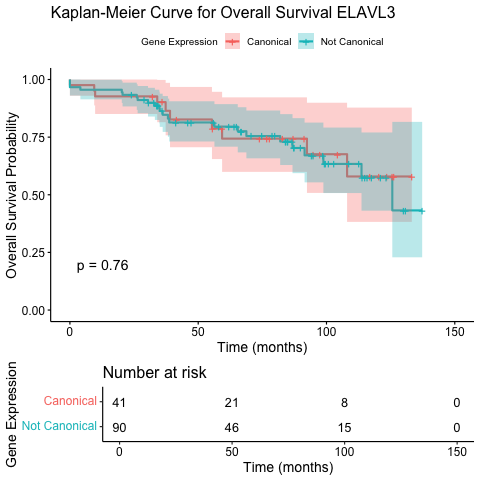 Kaplan-Meier Curve for Overall Survival ELAVL3
Gene Expression Canonical Not Canonical
Overall Survival Probability
1.00
0.75
0.50
0.25
0.00
p = 0.76
0 50 100 150
Time (months)
Number at risk
Gene Expression
Canonical 41 21 8 0
Not Canonical 90 46 15 0
0 50 100 150
Time (months)